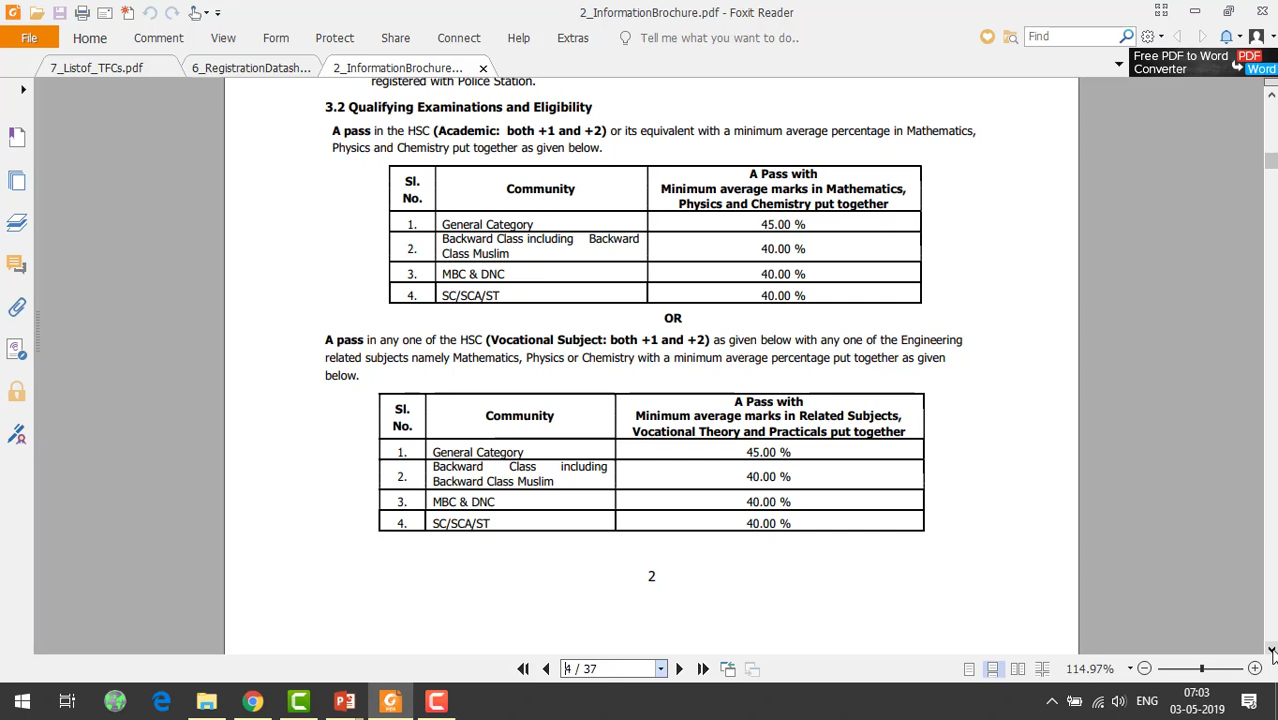 2_InformationBrochure.pdf - Foxit Reader
File Home Comment View Form Protect Share Connect Help Extras Tell me what you want to do.. Find
7_Listof_TFCs.pdf 6_RegistrationDatash... 2_InformationBrochure...
Free PDF to Word PDF
Converter Word
registered with Police Station.
3.2 Qualifying Examinations and Eligibility
A pass in the HSC (Academic: both +1 and +2) or its equivalent with a minimum average percentage in Mathematics,
Physics and Chemistry put together as given below.
Sl. No. Community A Pass with
Minimum average marks in Mathematics,
Physics and Chemistry put together
1. General Category 45.00 %
2. Backward Class including Backward
Class Muslim 40.00 %
3. MBC & DNC 40.00 %
4. SC/SCA/ST 40.00 %
OR
A pass in any one of the HSC (Vocational Subject: both +1 and +2) as given below with any one of the Engineering
related subjects namely Mathematics, Physics or Chemistry with a minimum average percentage put together as given
below.
Sl. No. Community A Pass with
Minimum average marks in Related Subjects,
Vocational Theory and Practicals put together
1. General Category 45.00 %
2. Backward Class including
Backward Class Muslim 40.00 %
3. MBC & DNC 40.00 %
4. SC/SCA/ST 40.00 %
2
4 / 37 114.97%
ENG 07:03
03-05-2019